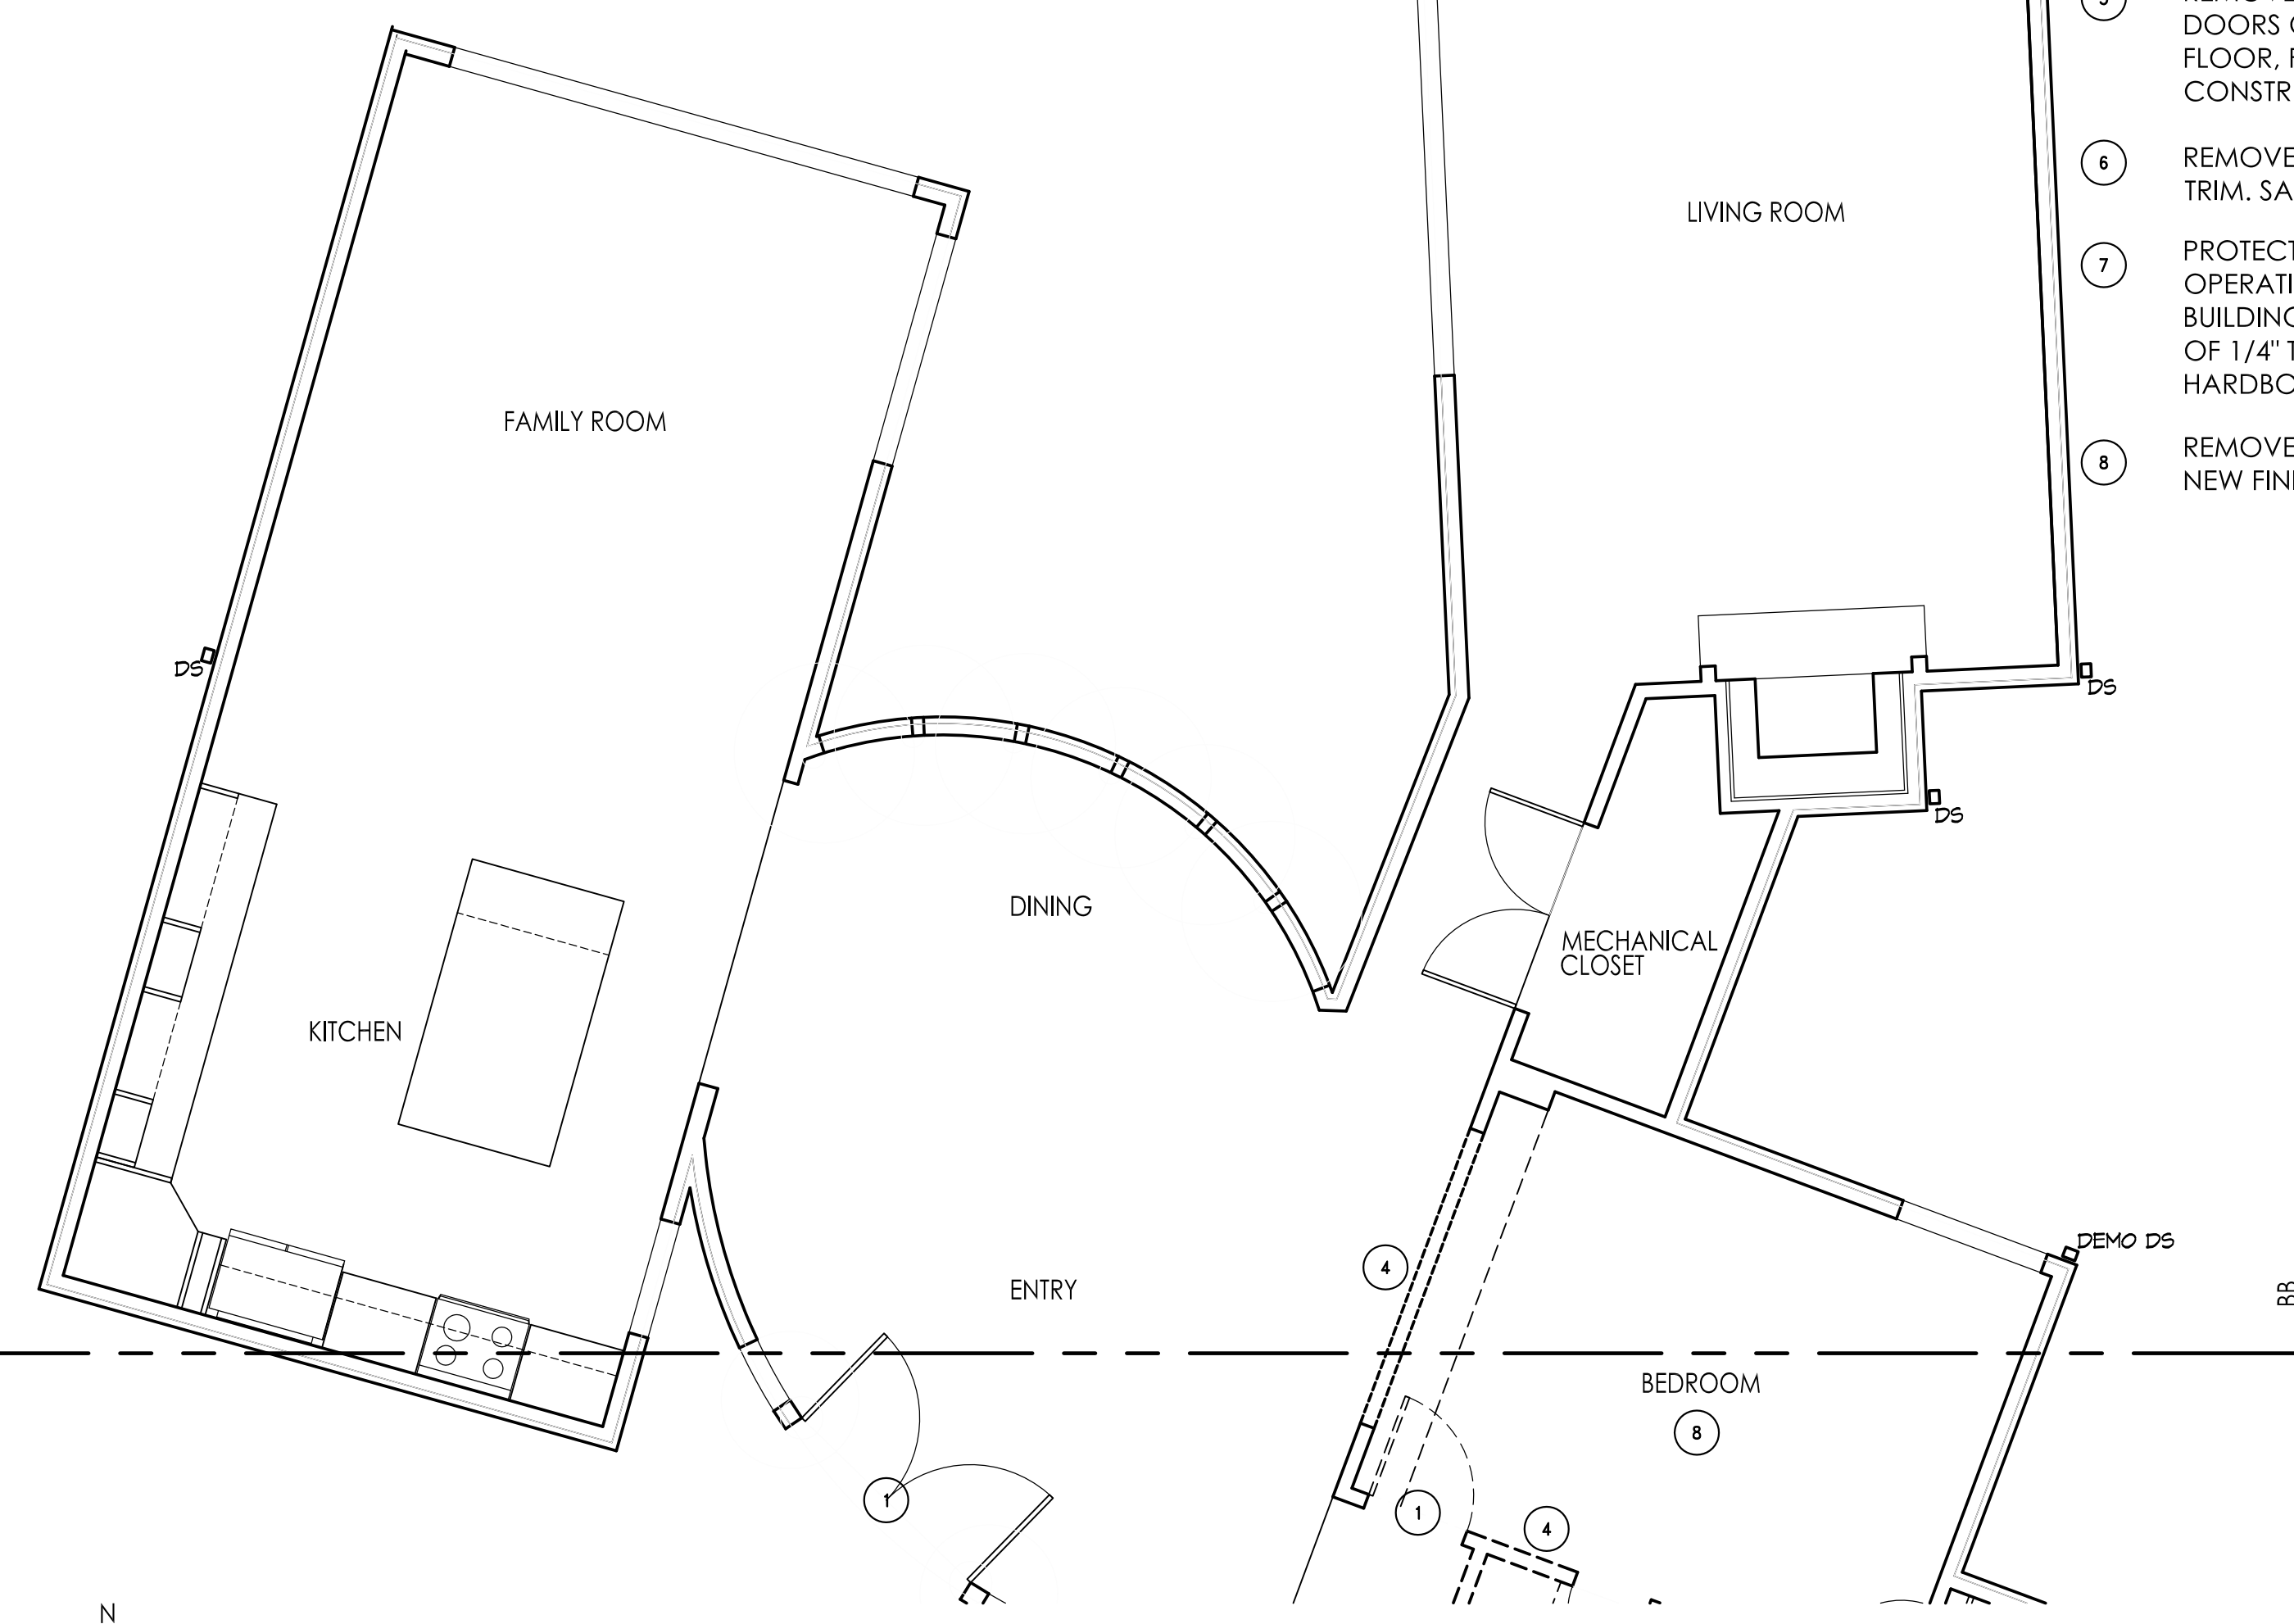 DOORS
FLOOR,
CONSTR
6
REMOVE
TRIM. SA
LIVING ROOM
7
PROTECT
OPERATI
BUILDING
OF 1/4" T
HARDBO
FAMILY ROOM
8
REMOVE
NEW FINI
DS
DS
DS
DINING
MECHANICAL
CLOSET
KITCHEN
DEMO DS
4
ENTRY
BB
BEDROOM
8
1
1
4
N